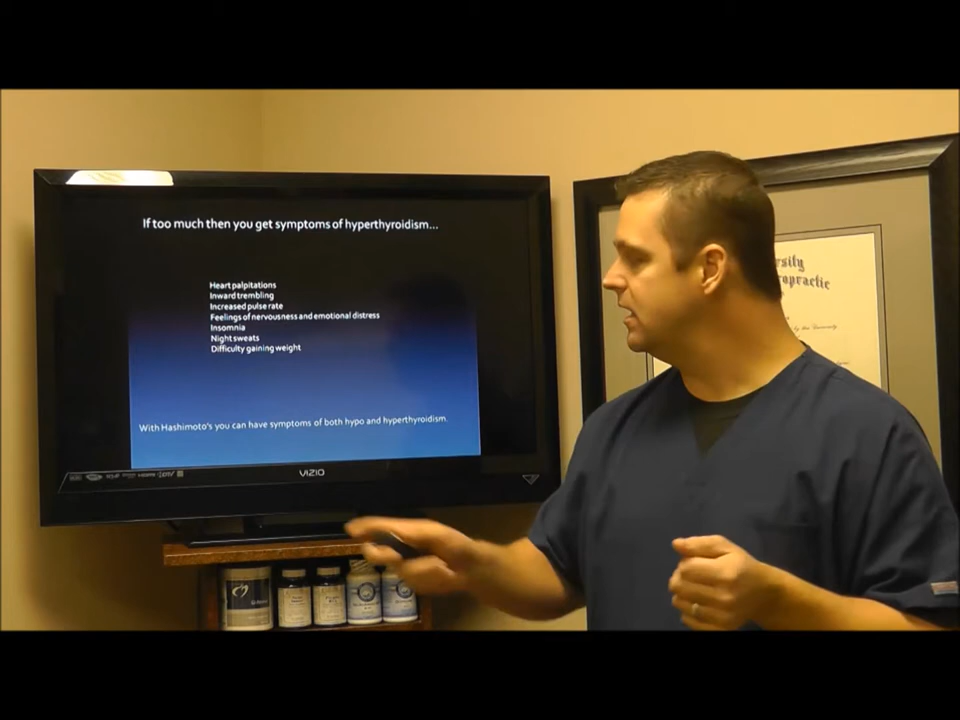 If too much then you get symptoms of hyperthyroidism...
Heart palpitations
Inward trembling
Increased pulse rate
Feelings of nervousness and emotional distress
Insomnia
Night sweats
Difficulty gaining weight
With Hashimoto's you can have symptoms of both hypo and hyperthyroidism.
VIZIO